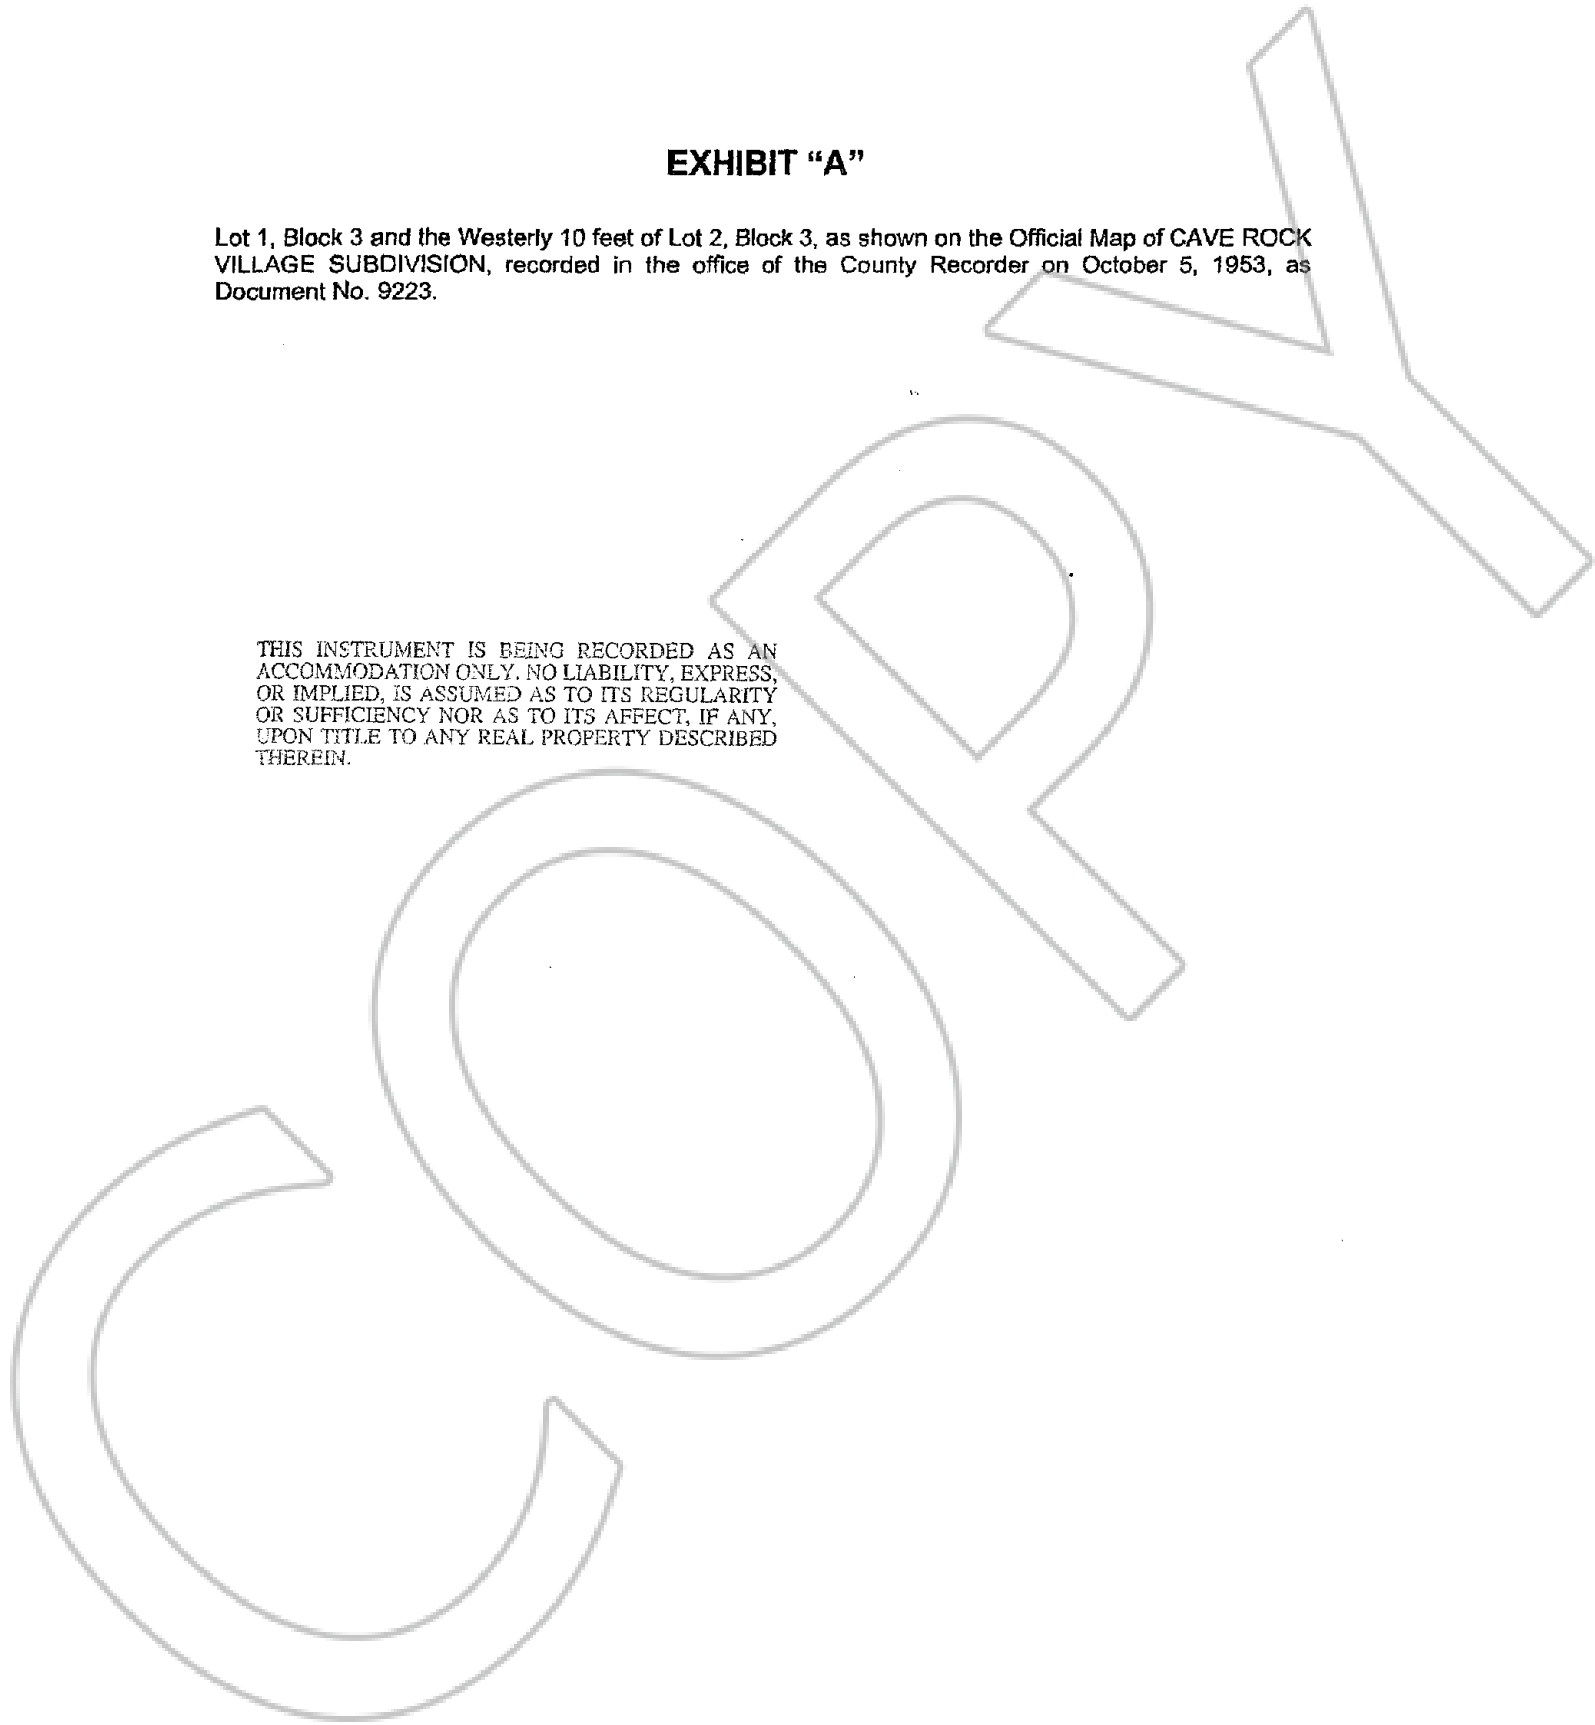 EXHIBIT “A”
Lot 1, Block 3 and the Westerly 10 feet of Lot 2, Block 3, as shown on the Official Map of CAVE ROCK
VILLAGE SUBDIVISION, recorded in the office of the County Recorder on October 5, 1953, as
Document No. 9223.
THIS INSTRUMENT IS BEING RECORDED AS AN
ACCOMMODATION ONLY. NO LIABILITY, EXPRESS,
OR IMPLIED, IS ASSUMED AS TO ITS REGULARITY
OR SUFFICIENCY NOR AS TO ITS AFFECT, IF ANY,
UPON TITLE TO ANY REAL PROPERTY DESCRIBED
THEREIN.
COPY